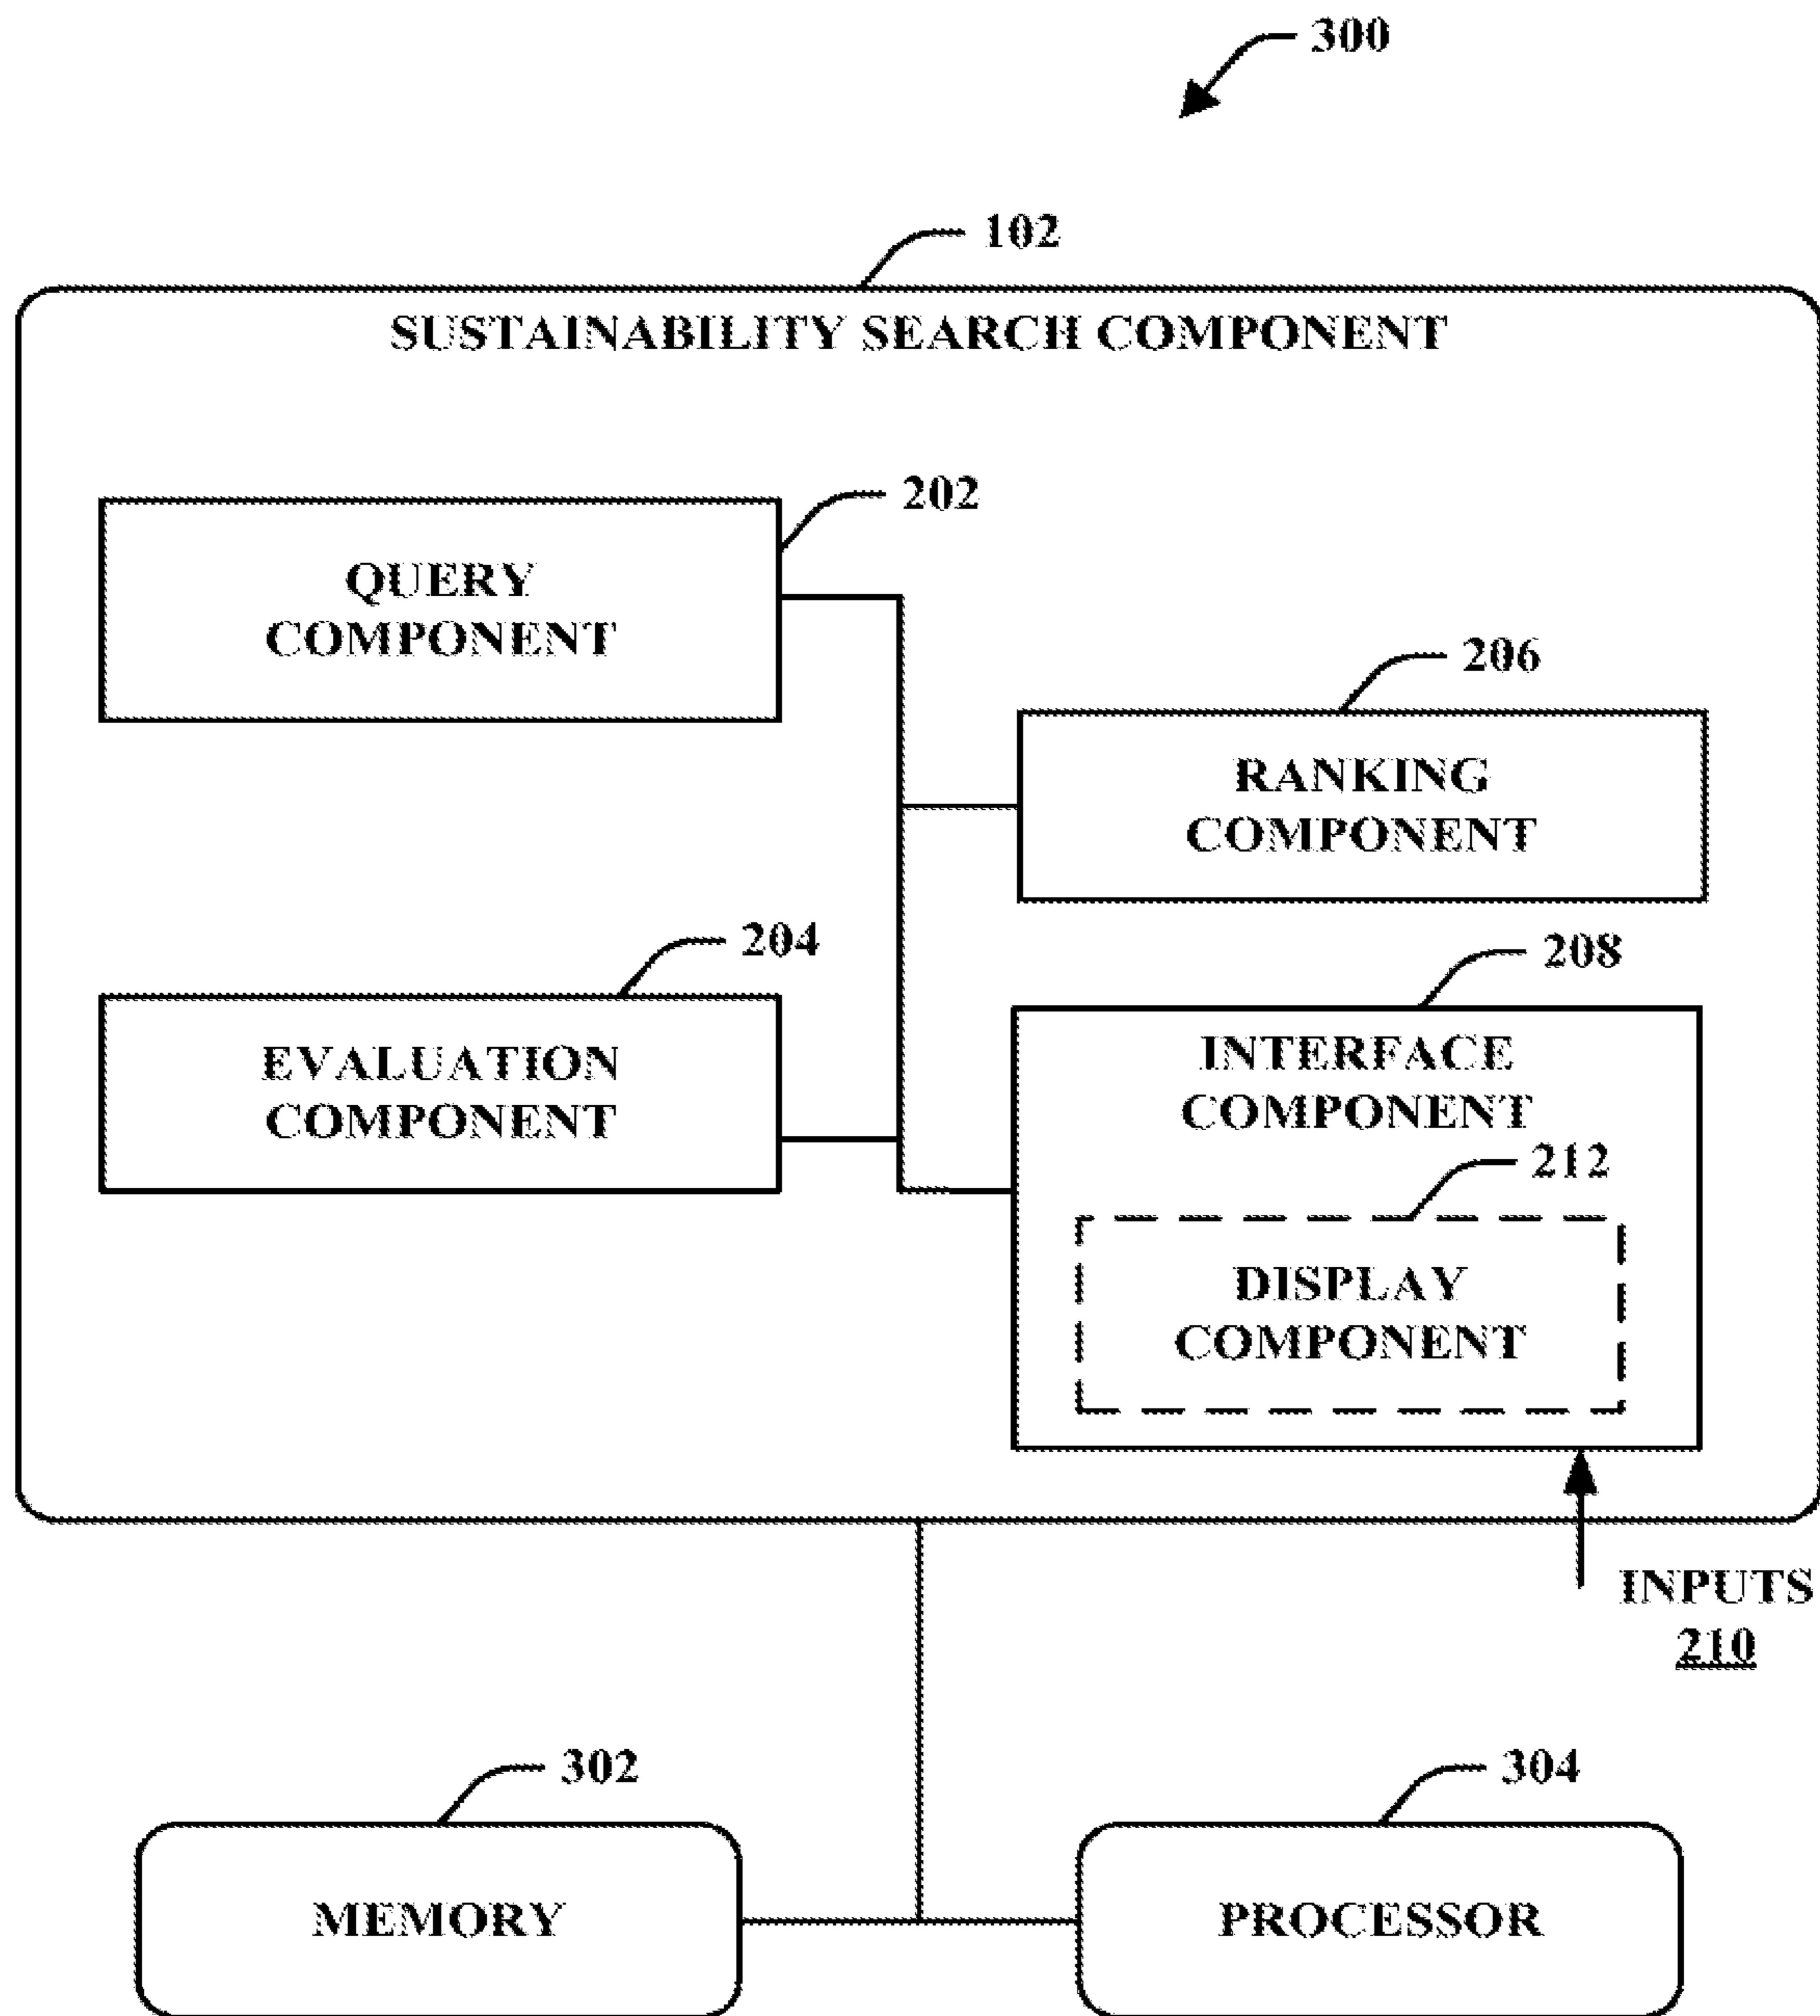 300
102
SUSTAINABILITY SEARCH COMPONENT
202
QUERY
COMPONENT
206
RANKING
COMPONENT
204
EVALUATION
COMPONENT
208
INTERFACE
COMPONENT
212
DISPLAY
COMPONENT
INPUTS
210
302
MEMORY
304
PROCESSOR